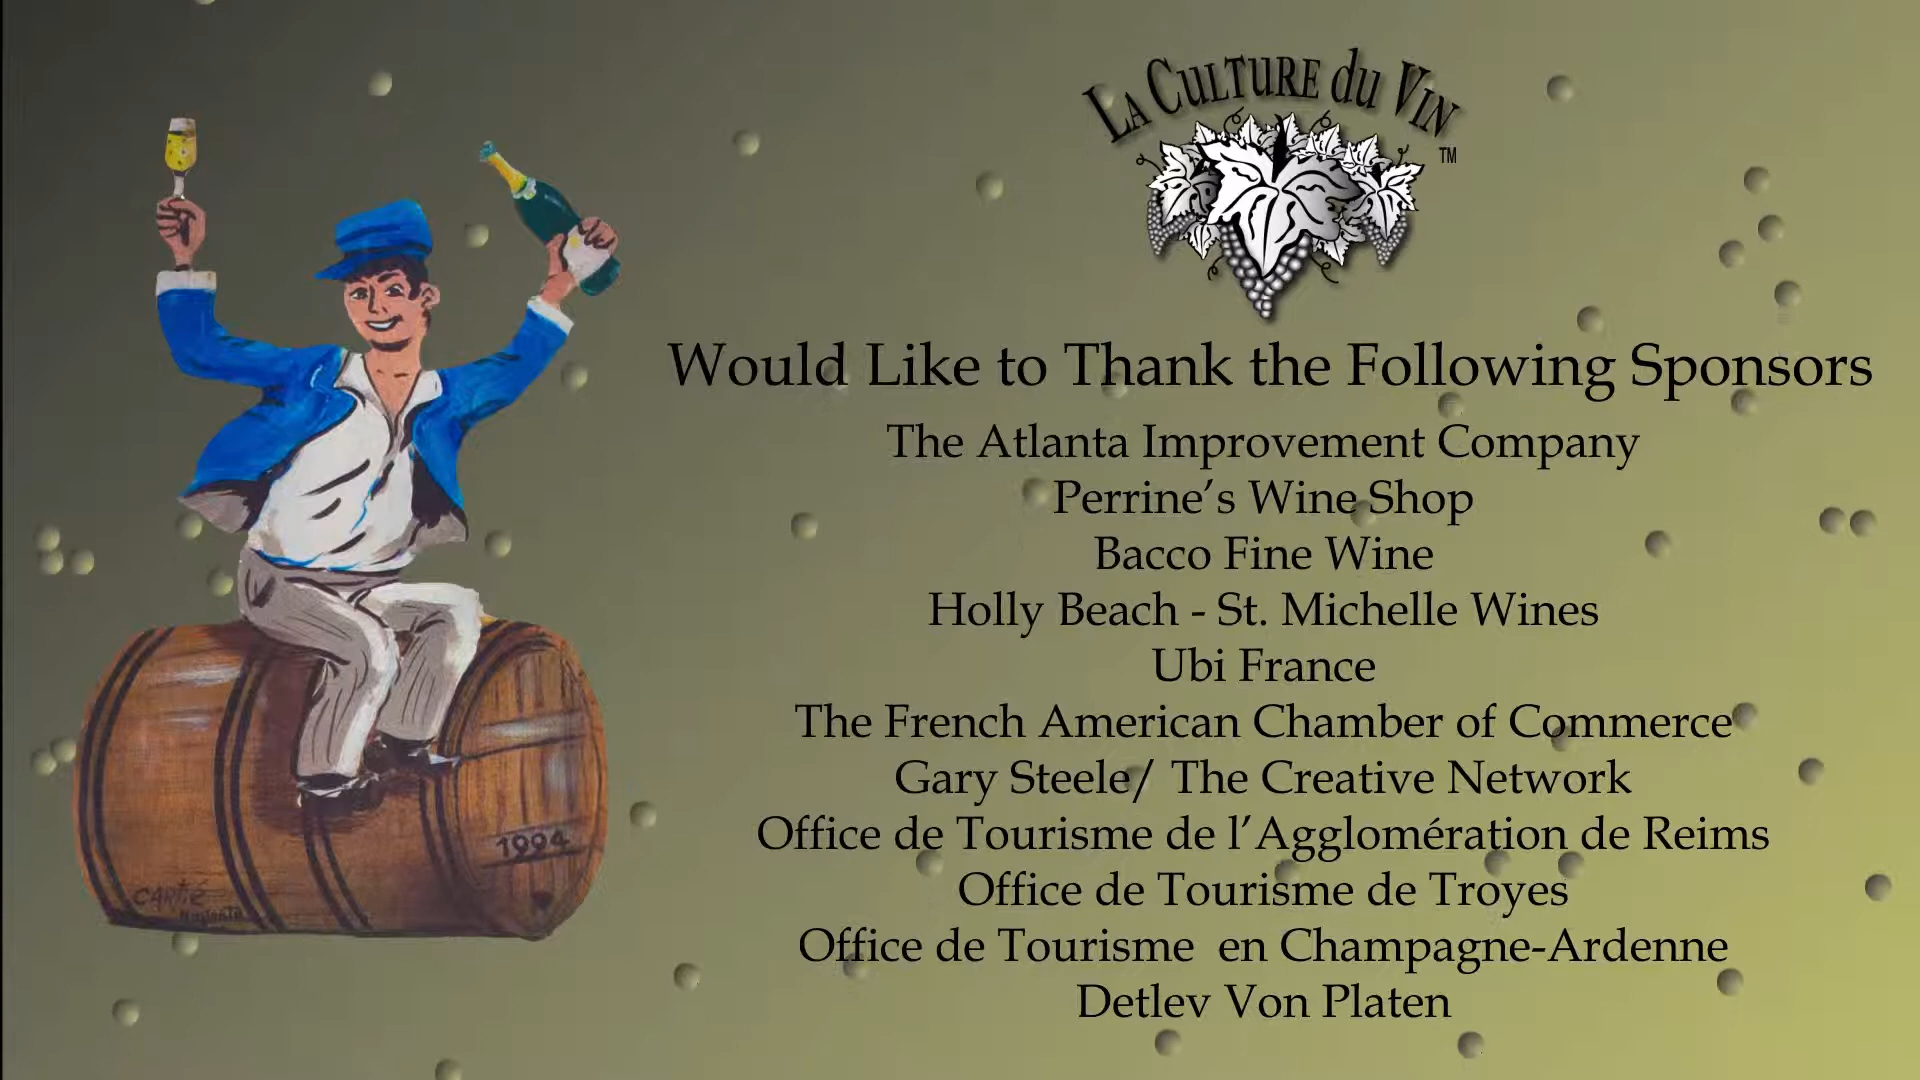 La Culture du Vin
TM
Would Like to Thank the Following Sponsors
The Atlanta Improvement Company
Perrine’s Wine Shop
Bacco Fine Wine
Holly Beach - St. Michelle Wines
Ubi France
The French American Chamber of Commerce
Gary Steele/ The Creative Network
Office de Tourisme de l’Agglomération de Reims
Office de Tourisme de Troyes
Office de Tourisme  en Champagne-Ardenne
Detlev Von Platen
1994
CARTIÉ